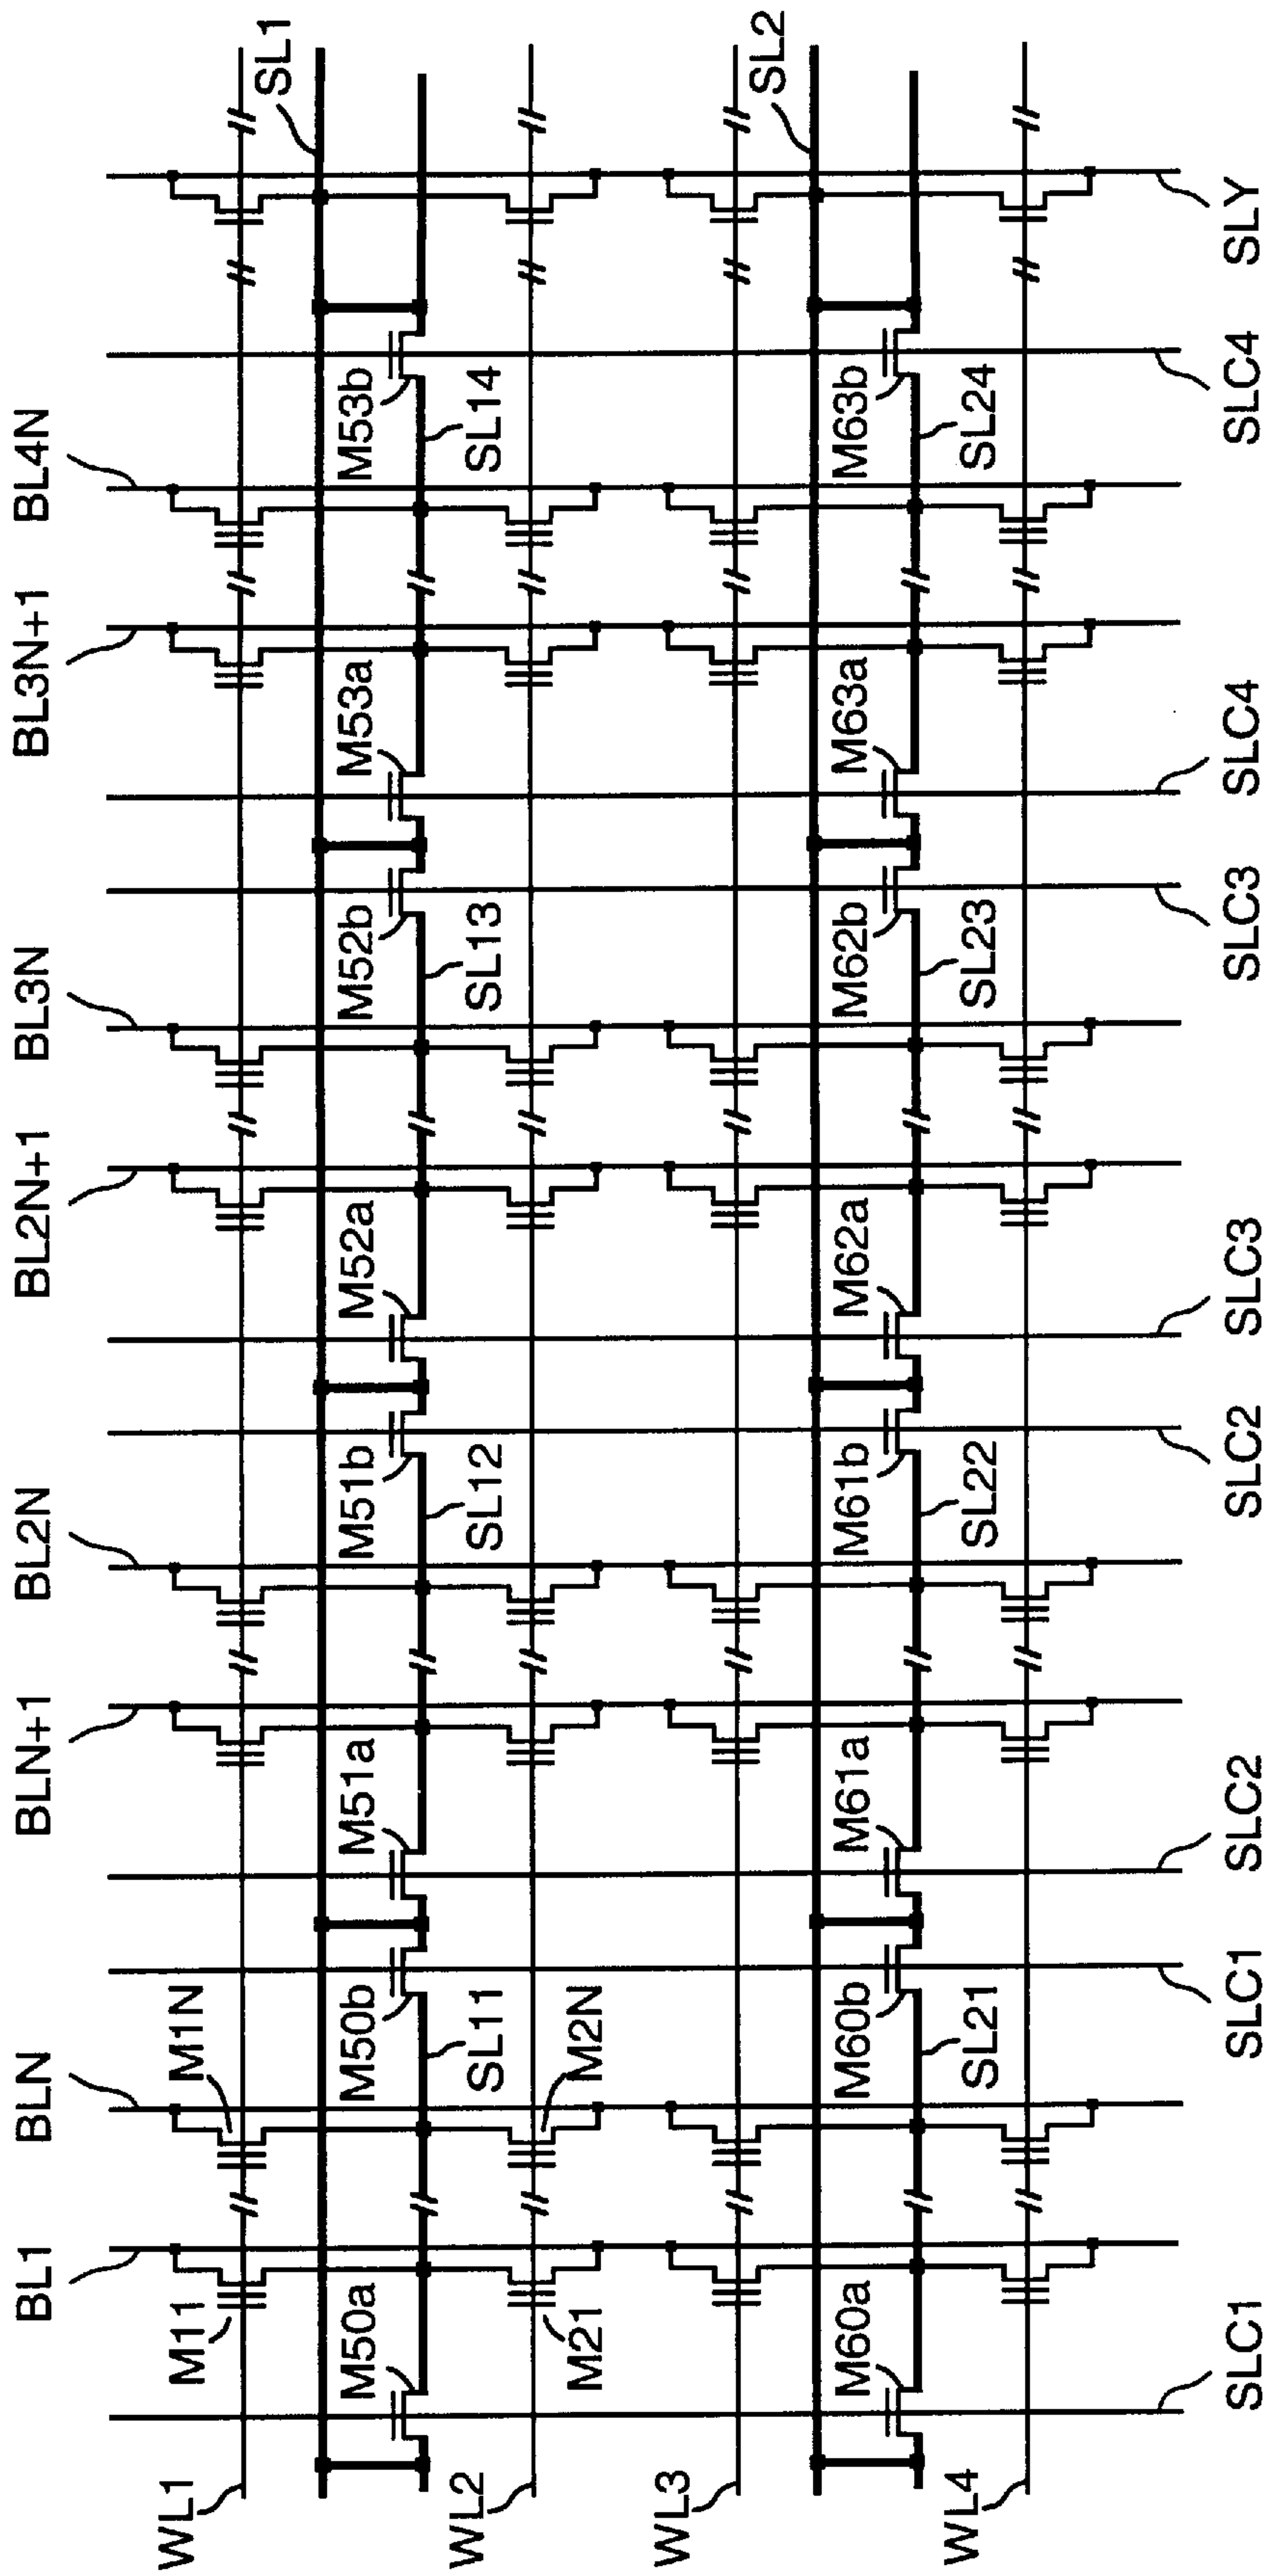 BL1
BLN
BLN+1
BL2N
BL2N+1
BL3N
BL3N+1
BL4N
M11
M1N
WL1
SL1
M50a
M50b
M51a
M51b
M52a
M52b
M53a
M53b
SL11
SL12
SL13
SL14
WL2
M21
M2N
WL3
SL2
M60a
M60b
M61a
M61b
M62a
M62b
M63a
M63b
SL21
SL22
SL23
SL24
WL4
SLC1
SLC1
SLC2
SLC2
SLC3
SLC3
SLC4
SLC4
SLY